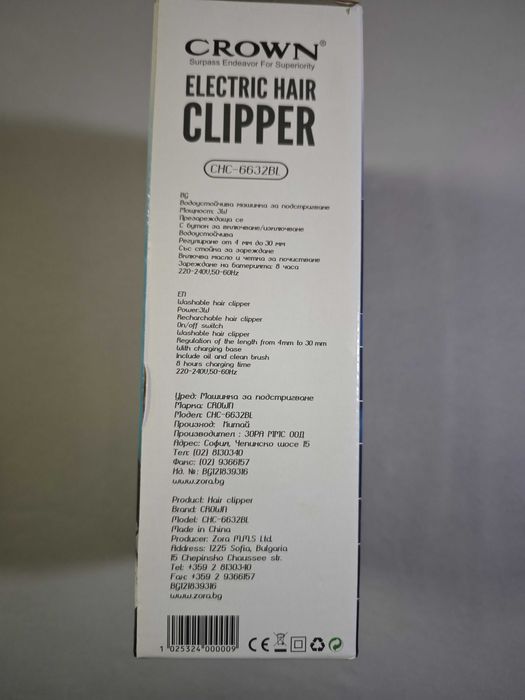 CROWN®
Surpass Endeavor For Superiority
ELECTRIC HAIR
CLIPPER
CHC-6632BL
BG
Водоустойчива машинка за подстригване
Мощност: 3W
Презареждаща се
С бутон за включване/изключване
Водоустойчива
Регулиране от 4 мм до 30 мм
Със стойка за зареждане
Включва масло и четка за почистване
Зареждане на батерията: 8 часа
220-240V,50-60Hz
EN
Washable hair clipper
Power:3W
Recharchable hair clipper
On/off switch
Washable hair clipper
Regulation of the length from 4mm to 30 mm
With charging base
Include oil and clean brush
8 hours charging time
220-240V,50-60Hz
Uред: Машинка за подстригване
Марка: CROWN
Модел: CHC-6632BL
Произход: Китай
Производител : ЗОРА ММС ООД
Адрес: София, Чепинско шосе 15
Тел: (02) 8130340
Факс: (02) 9366157
Ид. №: BG121839316
www.zora.bg
Product: Hair clipper
Brand: CROWN
Model: CHC-6632BL
Made in China
Producer: Zora M.M.S Ltd.
Address: 1225 Sofia, Bulgaria
15 Chepinsko Chaussee str.
Tel: +359 2 8130340
Fax: +359 2 9366157
BG121839316
www.zora.bg
1 025324 000009
CE